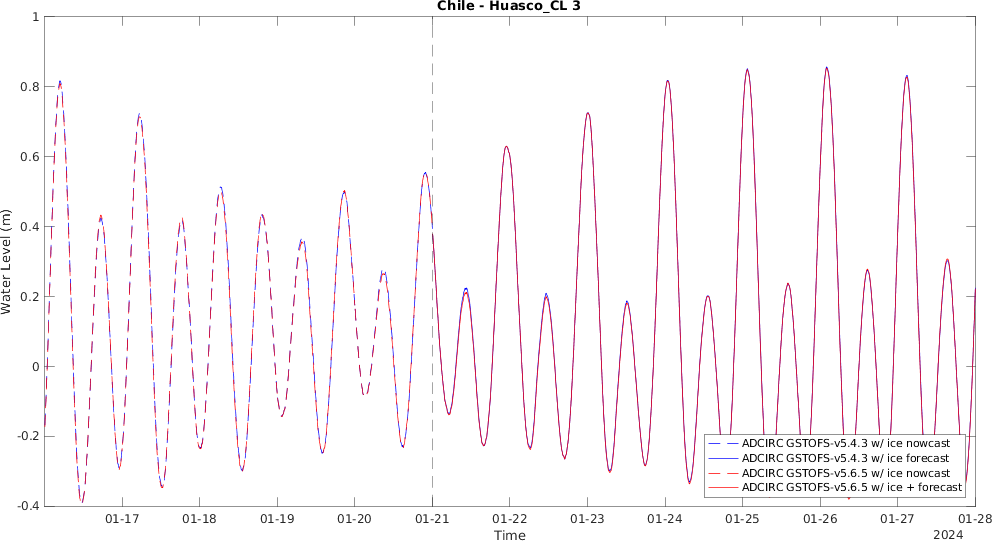 Chile - Huasco_CL 3
Water Level (m)
1
0.8
0.6
0.4
0.2
0
-0.2
-0.4
ADCIRC GSTOFS-v5.4.3 w/ ice nowcast
ADCIRC GSTOFS-v5.4.3 w/ ice forecast
ADCIRC GSTOFS-v5.6.5 w/ ice nowcast
ADCIRC GSTOFS-v5.6.5 w/ ice + forecast
01-17 01-18 01-19 01-20 01-21 01-22 01-23 01-24 01-25 01-26 01-27 01-28
Time
2024